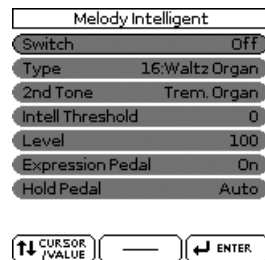 Melody Intelligent
Switch Off
Type 16:Waltz Organ
2nd Tone Trem. Organ
Intell Threshold 0
Level 100
Expression Pedal On
Hold Pedal Auto
CURSOR
/VALUE
ENTER